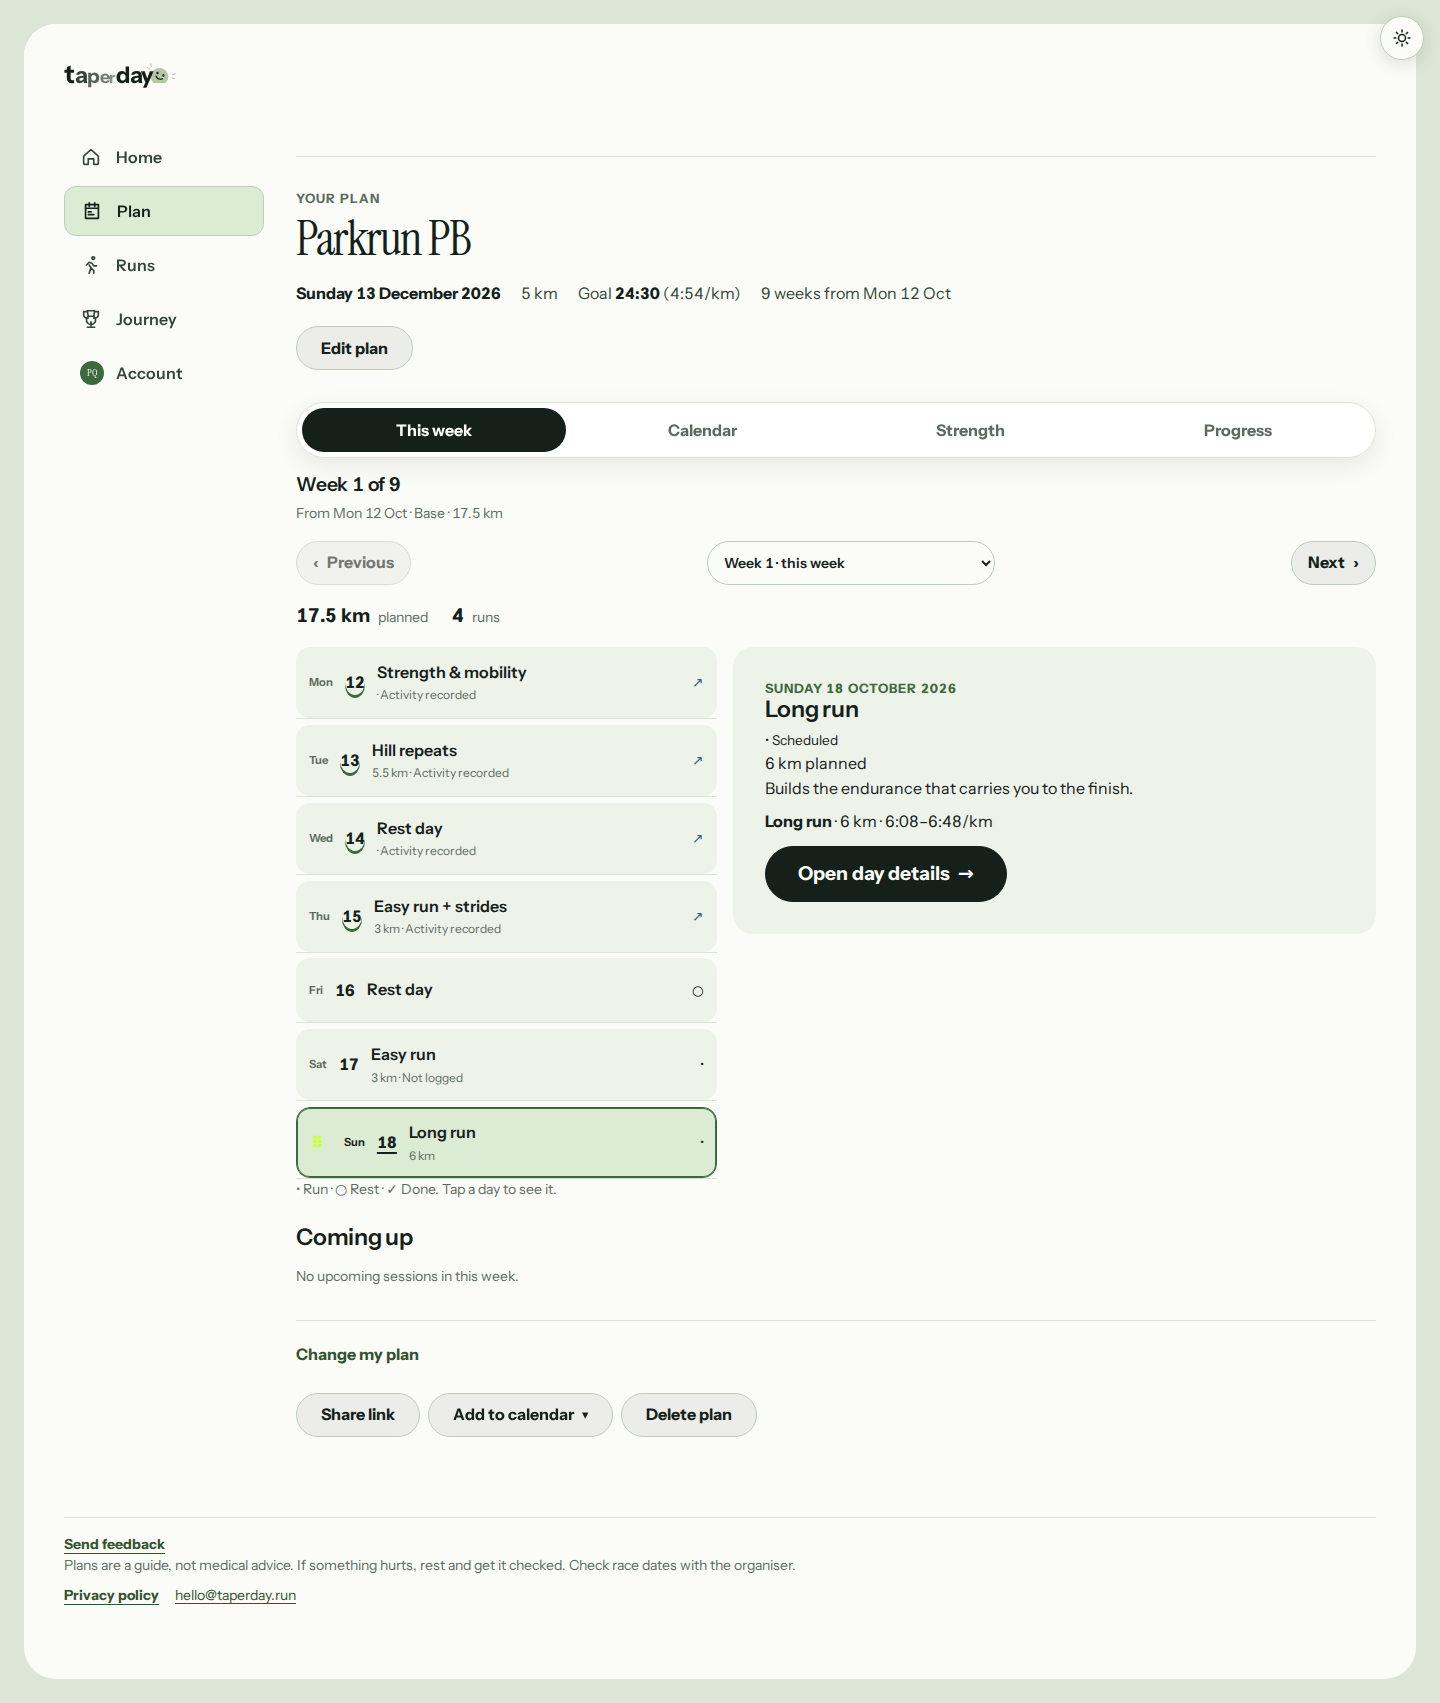 taperday
Home
Plan
Runs
Journey
PQ Account
YOUR PLAN
Parkrun PB
Sunday 13 December 2026 5 km Goal 24:30 (4:54/km) 9 weeks from Mon 12 Oct
Edit plan
This week Calendar Strength Progress
Week 1 of 9
From Mon 12 Oct · Base · 17.5 km
‹ Previous Week 1 · this week Next ›
17.5 km planned 4 runs
Mon 12 Strength & mobility ↗
· Activity recorded
Tue 13 Hill repeats ↗
5.5 km · Activity recorded
Wed 14 Rest day ↗
· Activity recorded
Thu 15 Easy run + strides ↗
3 km · Activity recorded
Fri 16 Rest day ○
Sat 17 Easy run ·
3 km · Not logged
Sun 18 Long run ·
6 km
· Run · ○ Rest · ✓ Done. Tap a day to see it.
SUNDAY 18 OCTOBER 2026
Long run
· Scheduled
6 km planned
Builds the endurance that carries you to the finish.
Long run · 6 km · 6:08–6:48/km
Open day details →
Coming up
No upcoming sessions in this week.
Change my plan
Share link Add to calendar ▾ Delete plan
Send feedback
Plans are a guide, not medical advice. If something hurts, rest and get it checked. Check race dates with the organiser.
Privacy policy hello@taperday.run